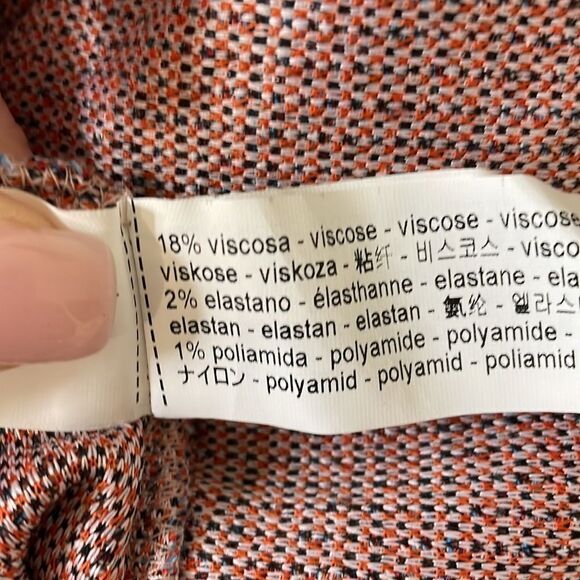 18% viscosa - viscose - viscose - viscose
viskose - viskoza - 粘纤 - 비스코스 - visco
2% elastano - élasthanne - elastane - ela
elastan - elastan - elastan - 氨纶 - 엘라스
1% poliamida - polyamide - polyamide -
ナイロン - polyamid - polyamid - poliamid